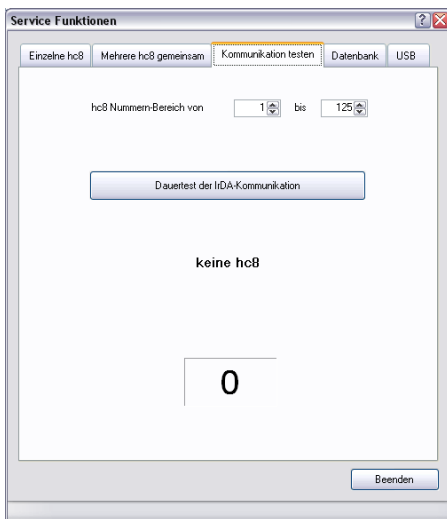 Service Funktionen
Einzelne hc8 Mehrere hc8 gemeinsam Kommunikation testen Datenbank USB
hc8 Nummern-Bereich von 1 bis 125
Dauertest der IrDA-Kommunikation
keine hc8
0
Beenden